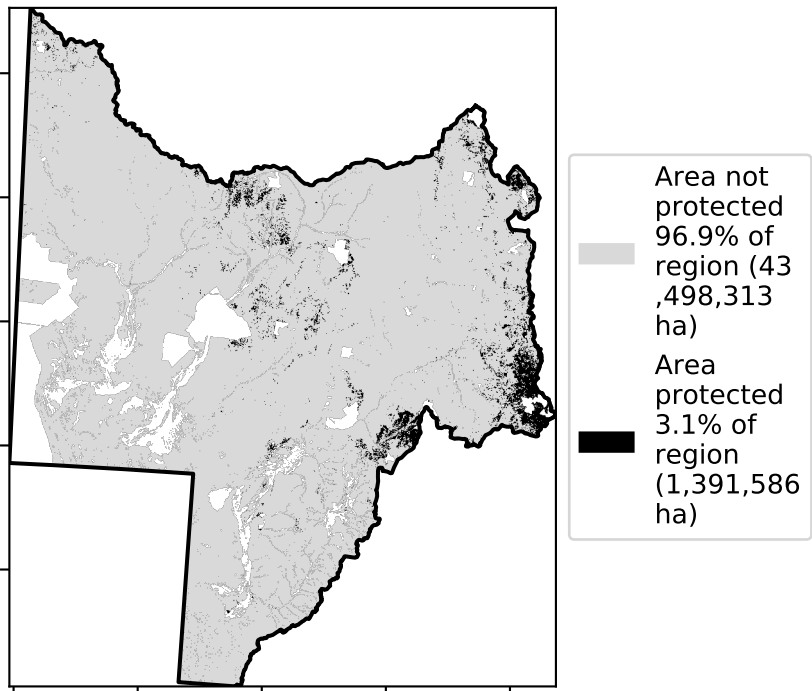 Area not
protected
96.9% of
region (43
,498,313
ha)
Area
protected
3.1% of
region
(1,391,586
ha)